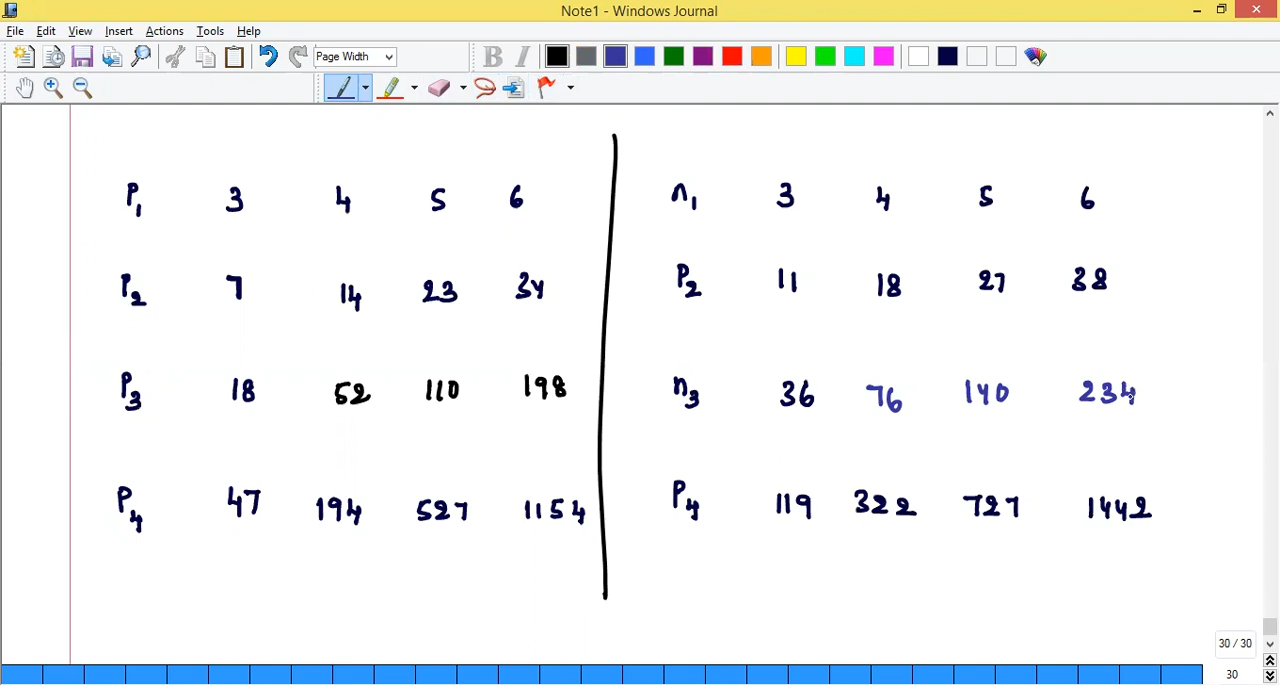 Note1 - Windows Journal
File Edit View Insert Actions Tools Help
Page Width
P1 3 4 5 6
P2 7 14 23 34
P3 18 52 110 198
P4 47 194 527 1154
n1 3 4 5 6
P2 11 18 27 38
n3 36 76 140 234
P4 119 322 727 1442
30 / 30
30